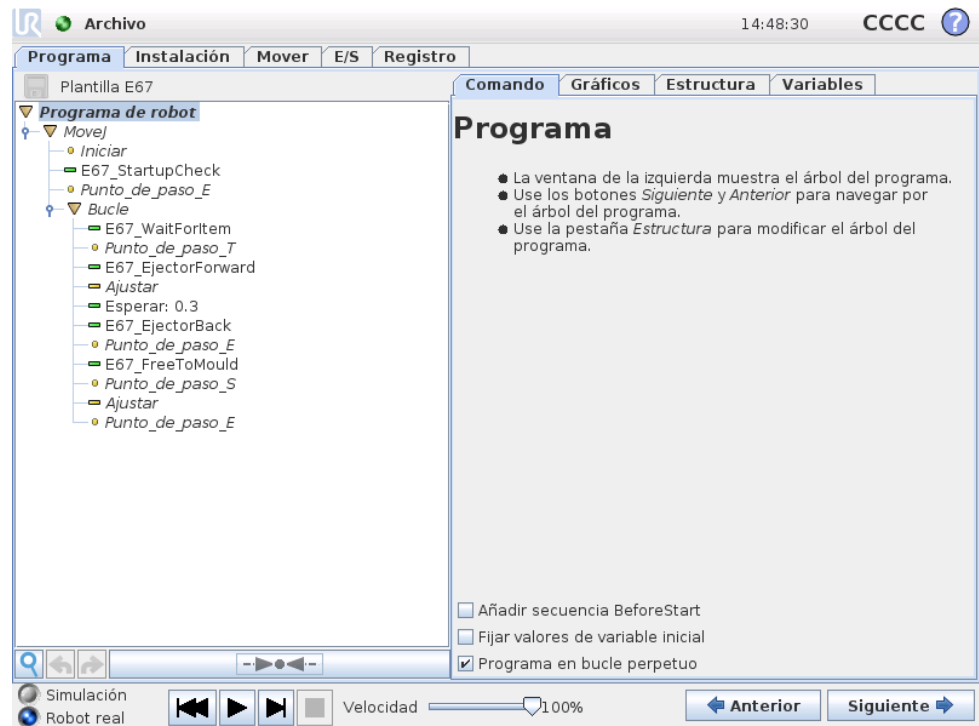 UR Archivo 14:48:30 CCCC ?
Programa Instalación Mover E/S Registro
Plantilla E67
Programa de robot
MoveJ
Iniciar
E67_StartupCheck
Punto_de_paso_E
Bucle
E67_WaitForItem
Punto_de_paso_T
E67_EjectorForward
Ajustar
Esperar: 0.3
E67_EjectorBack
Punto_de_paso_E
E67_FreeToMould
Punto_de_paso_S
Ajustar
Punto_de_paso_E
Comando Gráficos Estructura Variables
Programa
La ventana de la izquierda muestra el árbol del programa.
Use los botones Siguiente y Anterior para navegar por
el árbol del programa.
Use la pestaña Estructura para modificar el árbol del
programa.
Añadir secuencia BeforeStart
Fijar valores de variable inicial
Programa en bucle perpetuo
Simulación
Robot real
Velocidad 100%
Anterior Siguiente